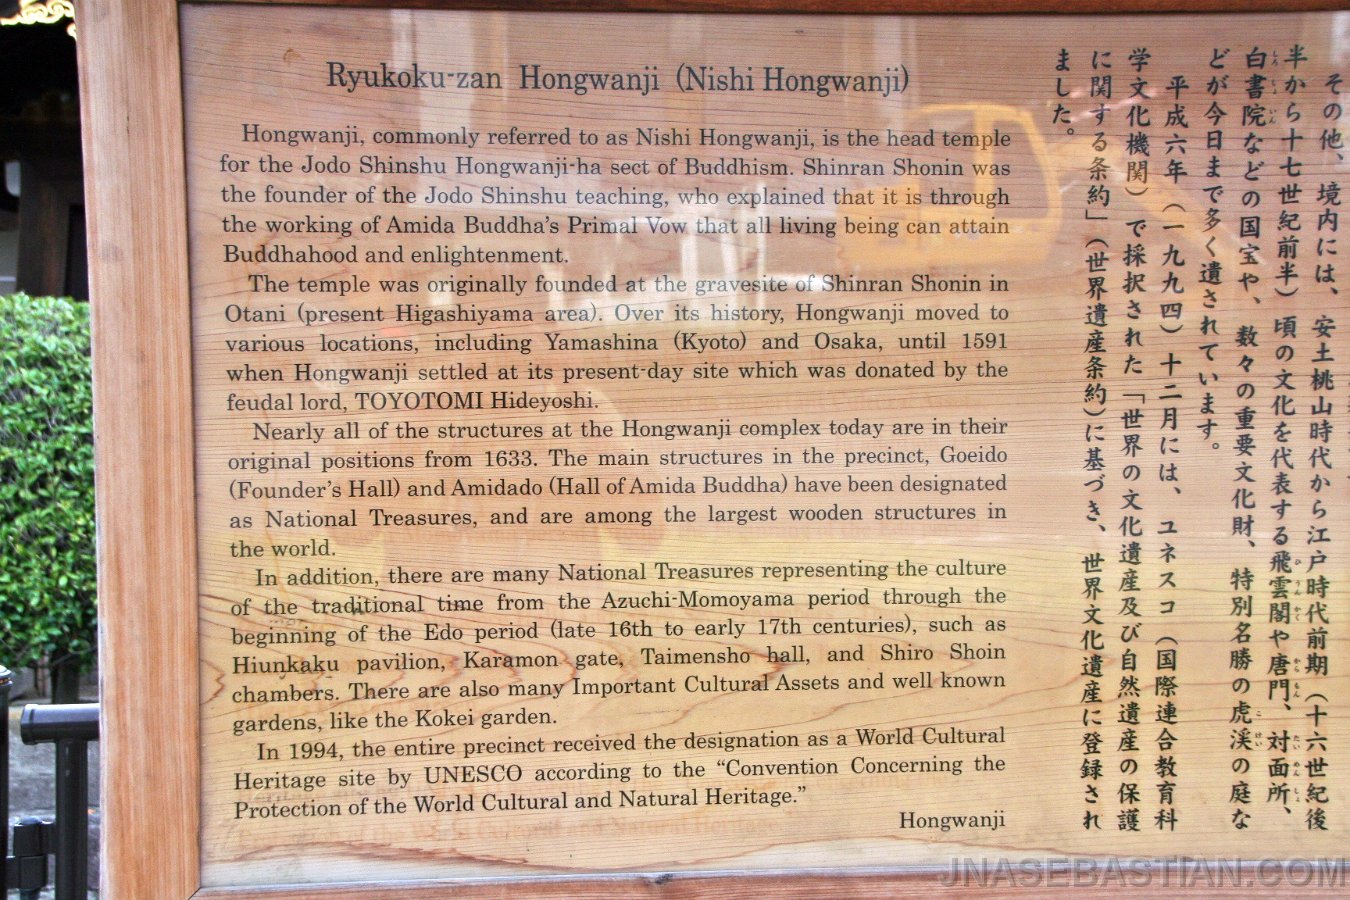 Ryukoku-zan Hongwanji (Nishi Hongwanji)
Hongwanji, commonly referred to as Nishi Hongwanji, is the head temple
for the Jodo Shinshu Hongwanji-ha sect of Buddhism. Shinran Shonin was
the founder of the Jodo Shinshu teaching, who explained that it is through
the working of Amida Buddha's Primal Vow that all living being can attain
Buddhahood and enlightenment.
The temple was originally founded at the gravesite of Shinran Shonin in
Otani (present Higashiyama area). Over its history, Hongwanji moved to
various locations, including Yamashina (Kyoto) and Osaka, until 1591
when Hongwanji settled at its present-day site which was donated by the
feudal lord, TOYOTOMI Hideyoshi.
Nearly all of the structures at the Hongwanji complex today are in their
original positions from 1633. The main structures in the precinct, Goeido
(Founder's Hall) and Amidado (Hall of Amida Buddha) have been designated
as National Treasures, and are among the largest wooden structures in
the world.
In addition, there are many National Treasures representing the culture
of the traditional time from the Azuchi-Momoyama period through the
beginning of the Edo period (late 16th to early 17th centuries), such as
Hiunkaku pavilion, Karamon gate, Taimensho hall, and Shiro Shoin
chambers. There are also many Important Cultural Assets and well known
gardens, like the Kokei garden.
In 1994, the entire precinct received the designation as a World Cultural
Heritage site by UNESCO according to the "Convention Concerning the
Protection of the World Cultural and Natural Heritage."
Hongwanji
その他、境内には、安土桃山時代から江戸時代前期（十六世紀後
半から十七世紀前半）頃の文化を代表する飛雲閣や唐門、対面所、
白書院などの国宝や、数々の重要文化財、特別名勝の虎渓の庭な
どが今日まで多く遺されています。
平成六年（一九九四）十二月には、ユネスコ（国際連合教育科
学文化機関）で採択された「世界の文化遺産及び自然遺産の保護
に関する条約」（世界遺産条約）に基づき、世界文化遺産に登録され
ました。
JNASEBASTIAN.COM